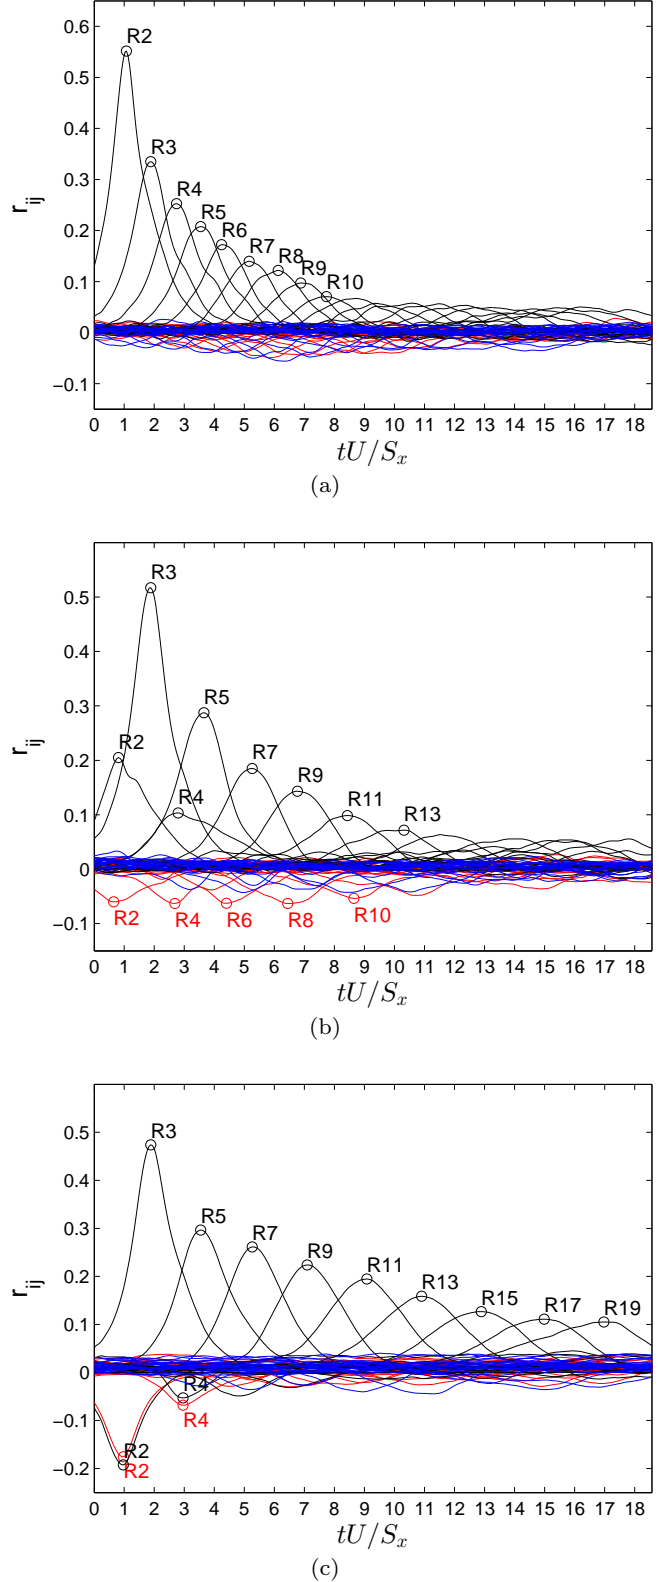 0.6
0.5
0.4
0.3
0.2
0.1
0
−0.1
r_ij
R2
R3
R4
R5
R6
R7
R8
R9
R10
0 1 2 3 4 5 6 7 8 9 10 11 12 13 14 15 16 17 18
tU/S_x
(a)
0.5
0.4
0.3
0.2
0.1
0
−0.1
r_ij
R3
R5
R2
R7
R9
R4
R11
R13
R2
R4
R6
R8
R10
0 1 2 3 4 5 6 7 8 9 10 11 12 13 14 15 16 17 18
tU/S_x
(b)
0.5
0.4
0.3
0.2
0.1
0
−0.1
−0.2
r_ij
R3
R5
R7
R9
R11
R13
R15
R17
R19
R4
R4
R2
R2
0 1 2 3 4 5 6 7 8 9 10 11 12 13 14 15 16 17 18
tU/S_x
(c)